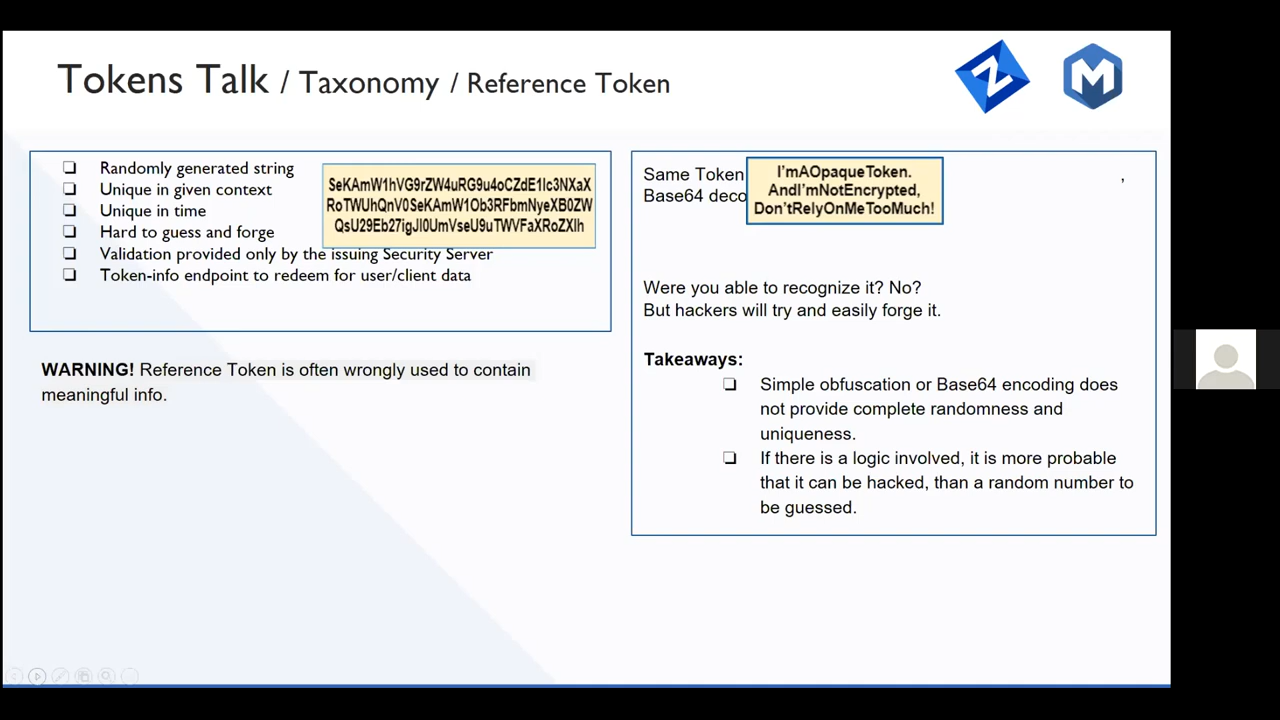 Tokens Talk / Taxonomy / Reference Token
Z
M
Randomly generated string
Unique in given context
Unique in time
Hard to guess and forge
Validation provided only by the issuing Security Server
Token-info endpoint to redeem for user/client data
SeKAmW1hVG9rZW4uRG9u4oCZdE1lc3NXaX
RoTWUhQnV0SeKAmW1Ob3RFbmNyeXB0ZW
QsU29Eb27igJl0UmVseU9uTWVFaXRoZXIh
WARNING! Reference Token is often wrongly used to contain
meaningful info.
Same Token
Base64 deco
,
I'mAOpaqueToken.
AndI'mNotEncrypted,
Don'tRelyOnMeTooMuch!
Were you able to recognize it? No?
But hackers will try and easily forge it.
Takeaways:
Simple obfuscation or Base64 encoding does
not provide complete randomness and
uniqueness.
If there is a logic involved, it is more probable
that it can be hacked, than a random number to
be guessed.